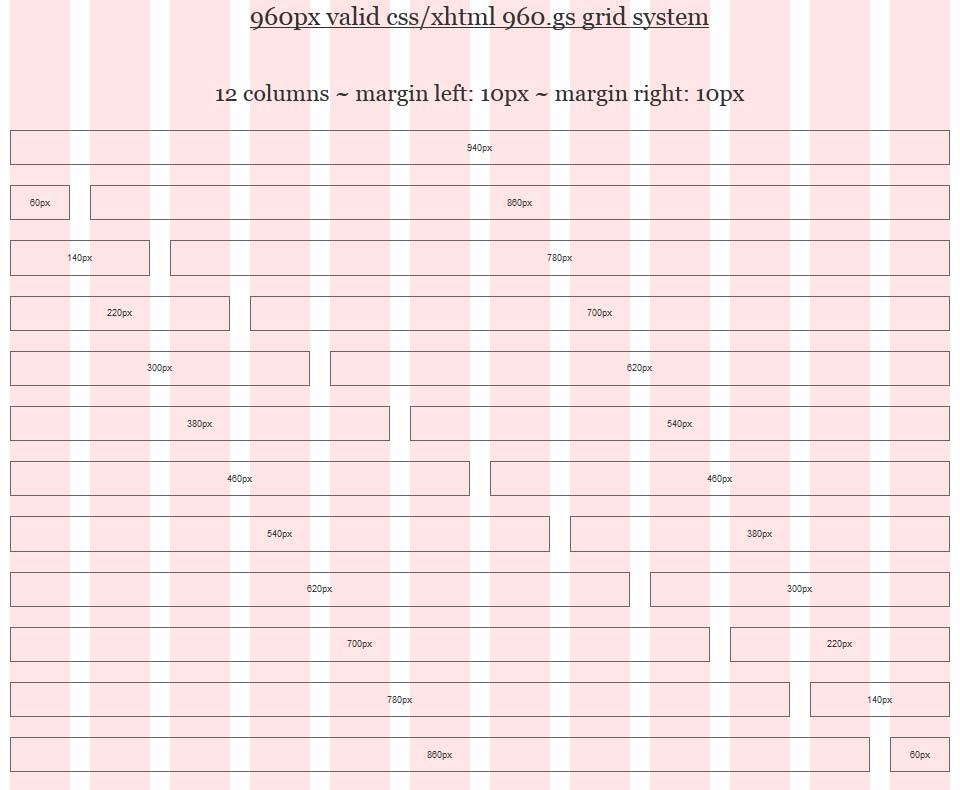 960px valid css/xhtml 960.gs grid system
12 columns ~ margin left: 10px ~ margin right: 10px
940px
60px 860px
140px 780px
220px 700px
300px 620px
380px 540px
460px 460px
540px 380px
620px 300px
700px 220px
780px 140px
860px 60px